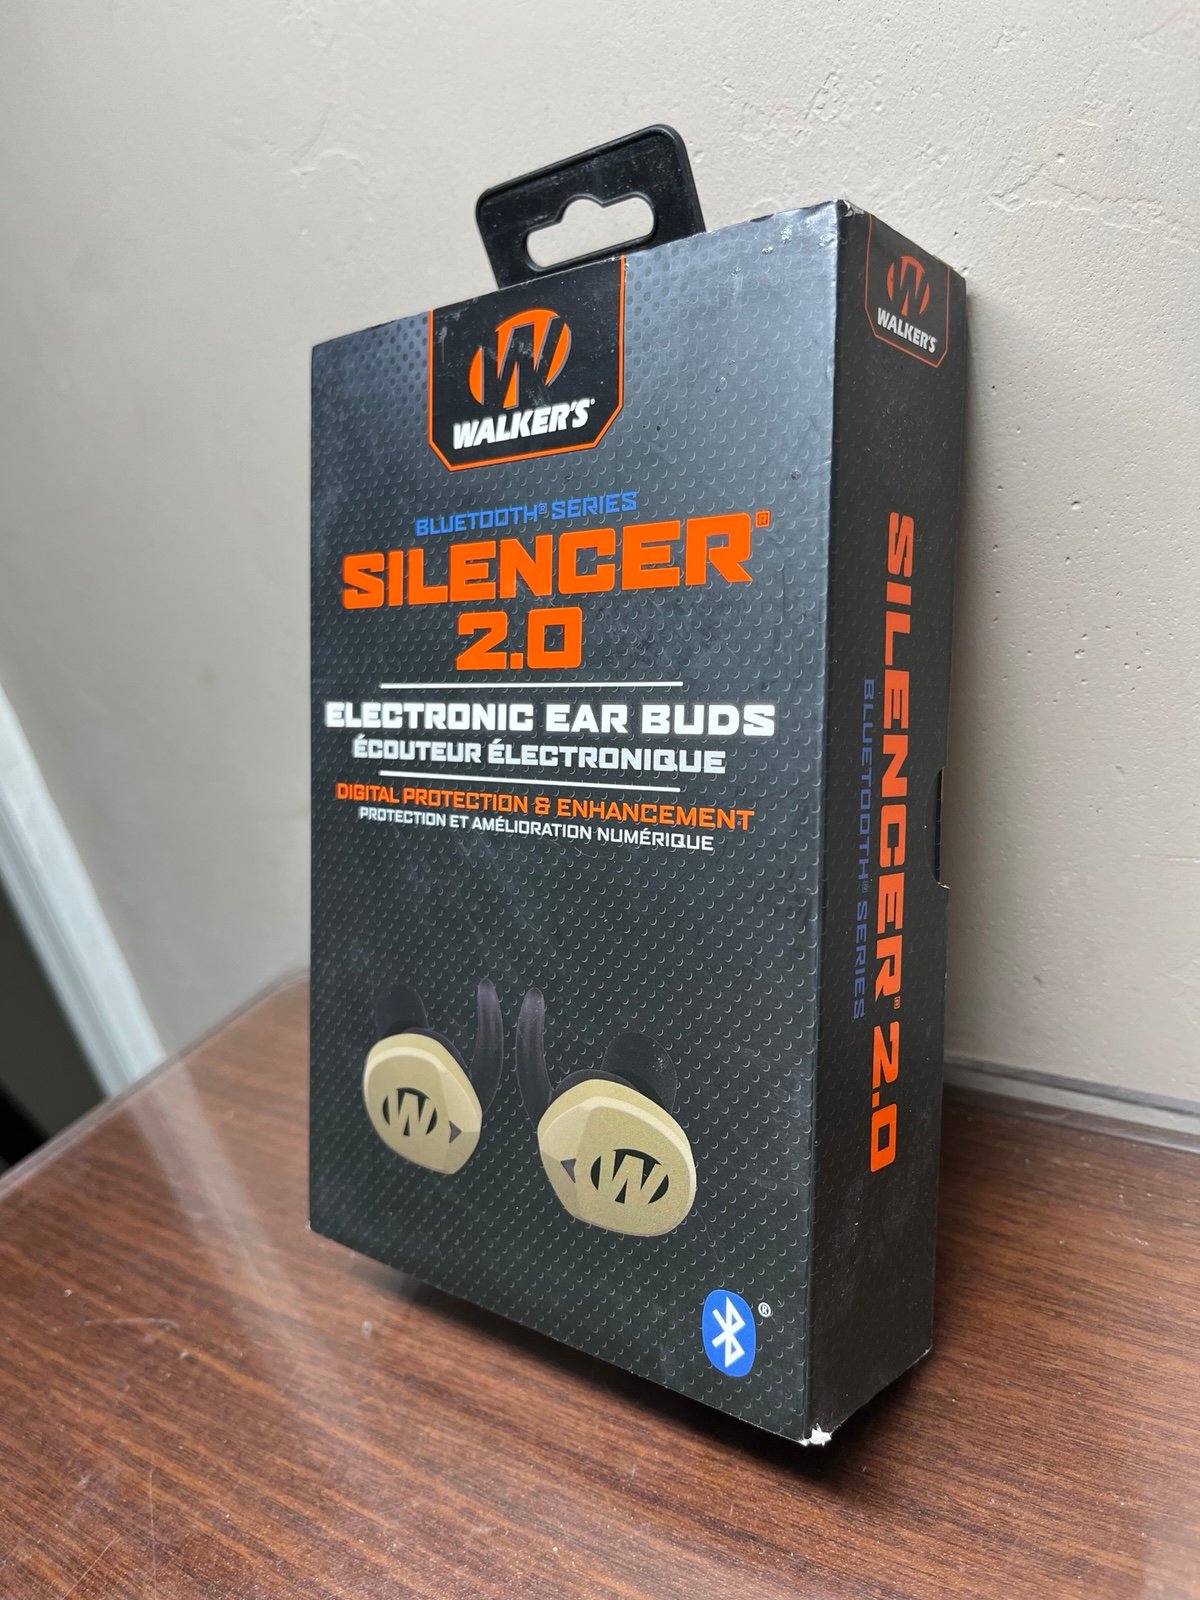 WALKER'S®
BLUETOOTH® SERIES
SILENCER®
2.0
ELECTRONIC EAR BUDS
ÉCOUTEUR ÉLECTRONIQUE
DIGITAL PROTECTION & ENHANCEMENT
PROTECTION ET AMÉLIORATION NUMÉRIQUE
W
W
®
W
WALKER'S
SILENCER® 2.0
BLUETOOTH® SERIES